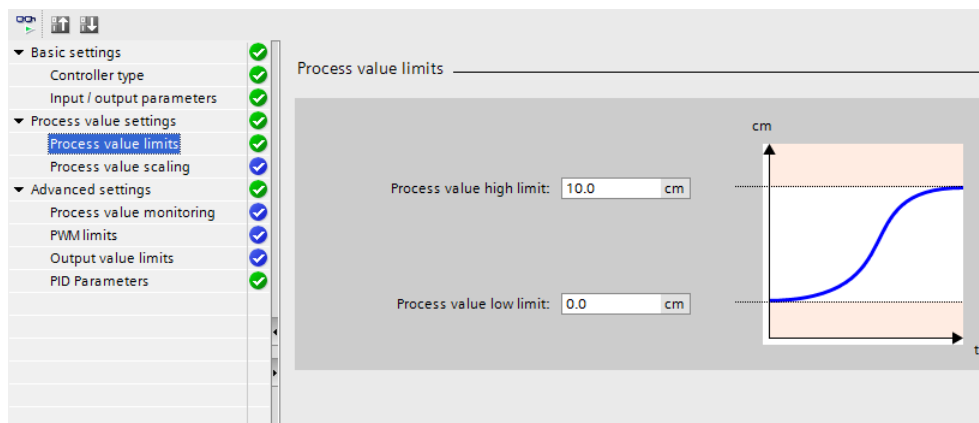 Basic settings
Controller type
Input / output parameters
Process value settings
Process value limits
Process value scaling
Advanced settings
Process value monitoring
PWM limits
Output value limits
PID Parameters
Process value limits
cm
Process value high limit: 10.0 cm
Process value low limit: 0.0 cm
t